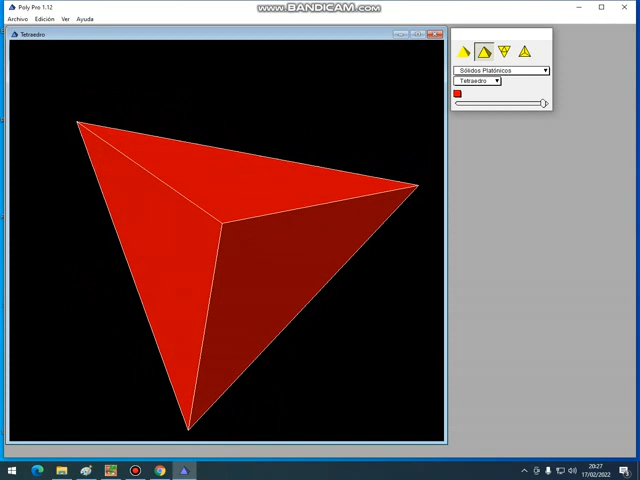 Poly Pro 1.12
WWW.BANDICAM.COM
Archivo Edición Ver Ayuda
Tetraedro
Sólidos Platónicos
Tetraedro
20:27
17/02/2022